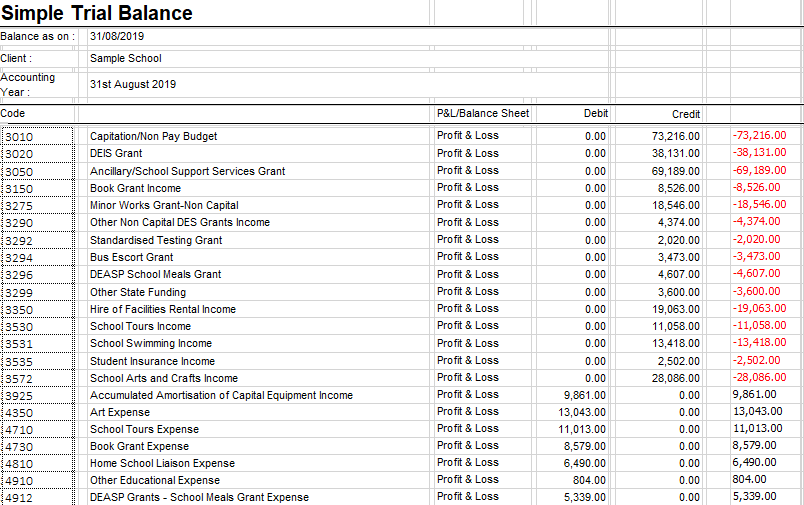 Simple Trial Balance
Balance as on : 31/08/2019
Client : Sample School
Accounting Year : 31st August 2019
Code P&L/Balance Sheet Debit Credit
3010 Capitation/Non Pay Budget Profit & Loss 0.00 73,216.00 -73,216.00
3020 DEIS Grant Profit & Loss 0.00 38,131.00 -38,131.00
3050 Ancillary/School Support Services Grant Profit & Loss 0.00 69,189.00 -69,189.00
3150 Book Grant Income Profit & Loss 0.00 8,526.00 -8,526.00
3275 Minor Works Grant-Non Capital Profit & Loss 0.00 18,546.00 -18,546.00
3290 Other Non Capital DES Grants Income Profit & Loss 0.00 4,374.00 -4,374.00
3292 Standardised Testing Grant Profit & Loss 0.00 2,020.00 -2,020.00
3294 Bus Escort Grant Profit & Loss 0.00 3,473.00 -3,473.00
3296 DEASP School Meals Grant Profit & Loss 0.00 4,607.00 -4,607.00
3299 Other State Funding Profit & Loss 0.00 3,600.00 -3,600.00
3350 Hire of Facilities Rental Income Profit & Loss 0.00 19,063.00 -19,063.00
3530 School Tours Income Profit & Loss 0.00 11,058.00 -11,058.00
3531 School Swimming Income Profit & Loss 0.00 13,418.00 -13,418.00
3535 Student Insurance Income Profit & Loss 0.00 2,502.00 -2,502.00
3572 School Arts and Crafts Income Profit & Loss 0.00 28,086.00 -28,086.00
3925 Accumulated Amortisation of Capital Equipment Income Profit & Loss 9,861.00 0.00 9,861.00
4350 Art Expense Profit & Loss 13,043.00 0.00 13,043.00
4710 School Tours Expense Profit & Loss 11,013.00 0.00 11,013.00
4730 Book Grant Expense Profit & Loss 8,579.00 0.00 8,579.00
4810 Home School Liaison Expense Profit & Loss 6,490.00 0.00 6,490.00
4910 Other Educational Expense Profit & Loss 804.00 0.00 804.00
4912 DEASP Grants - School Meals Grant Expense Profit & Loss 5,339.00 0.00 5,339.00